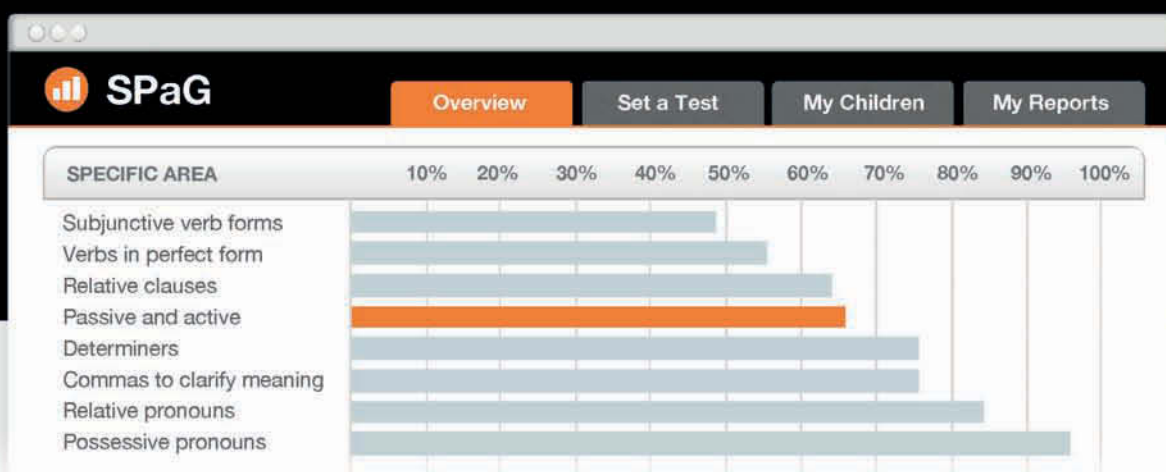 SPaG
Overview Set a Test My Children My Reports
SPECIFIC AREA 10% 20% 30% 40% 50% 60% 70% 80% 90% 100%
Subjunctive verb forms
Verbs in perfect form
Relative clauses
Passive and active
Determiners
Commas to clarify meaning
Relative pronouns
Possessive pronouns